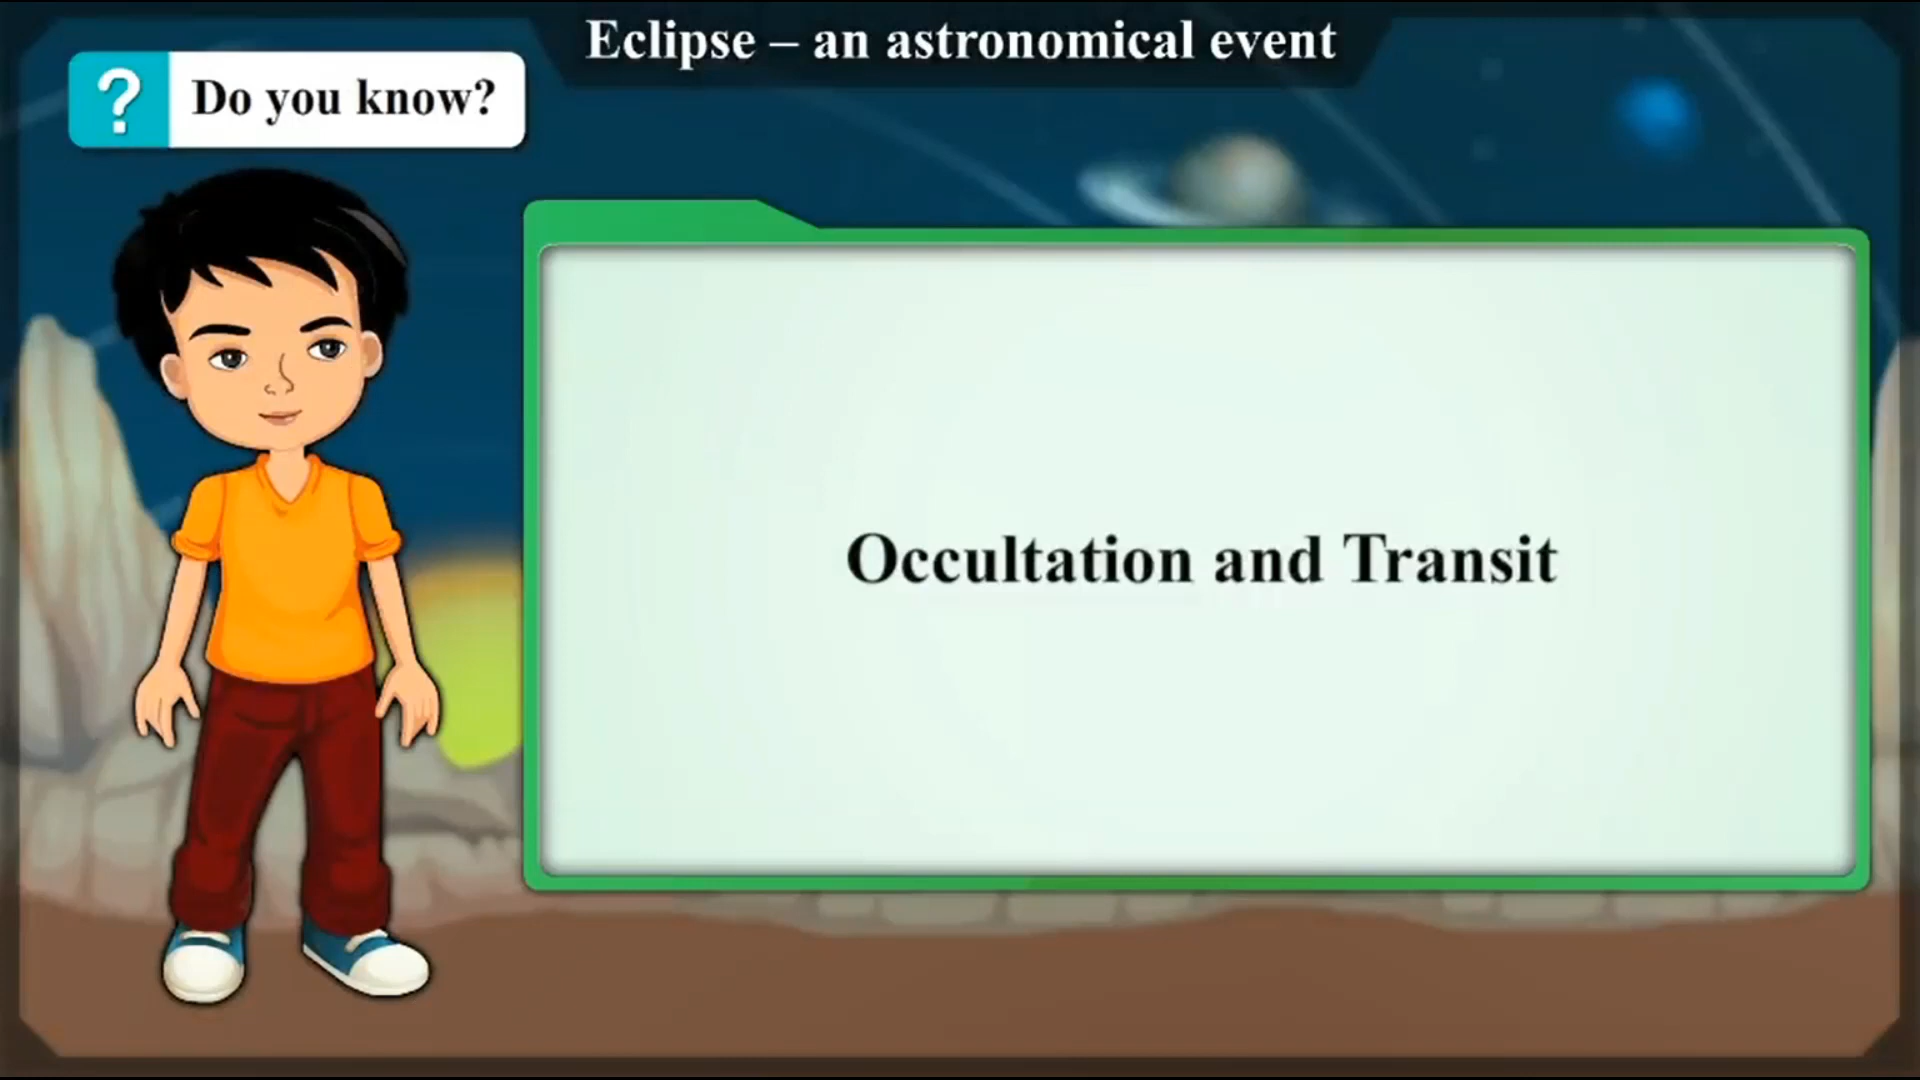 Eclipse – an astronomical event
? Do you know?
Occultation and Transit